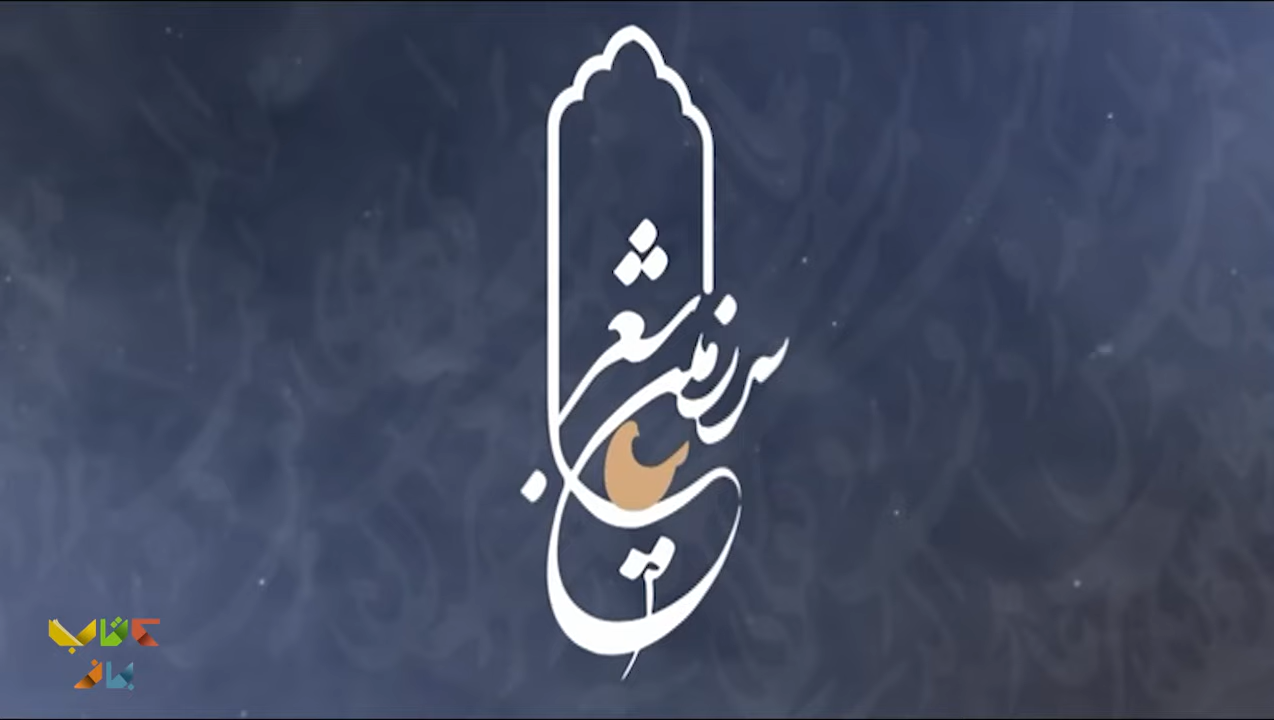 سرزمین شعر
کتاب
باز